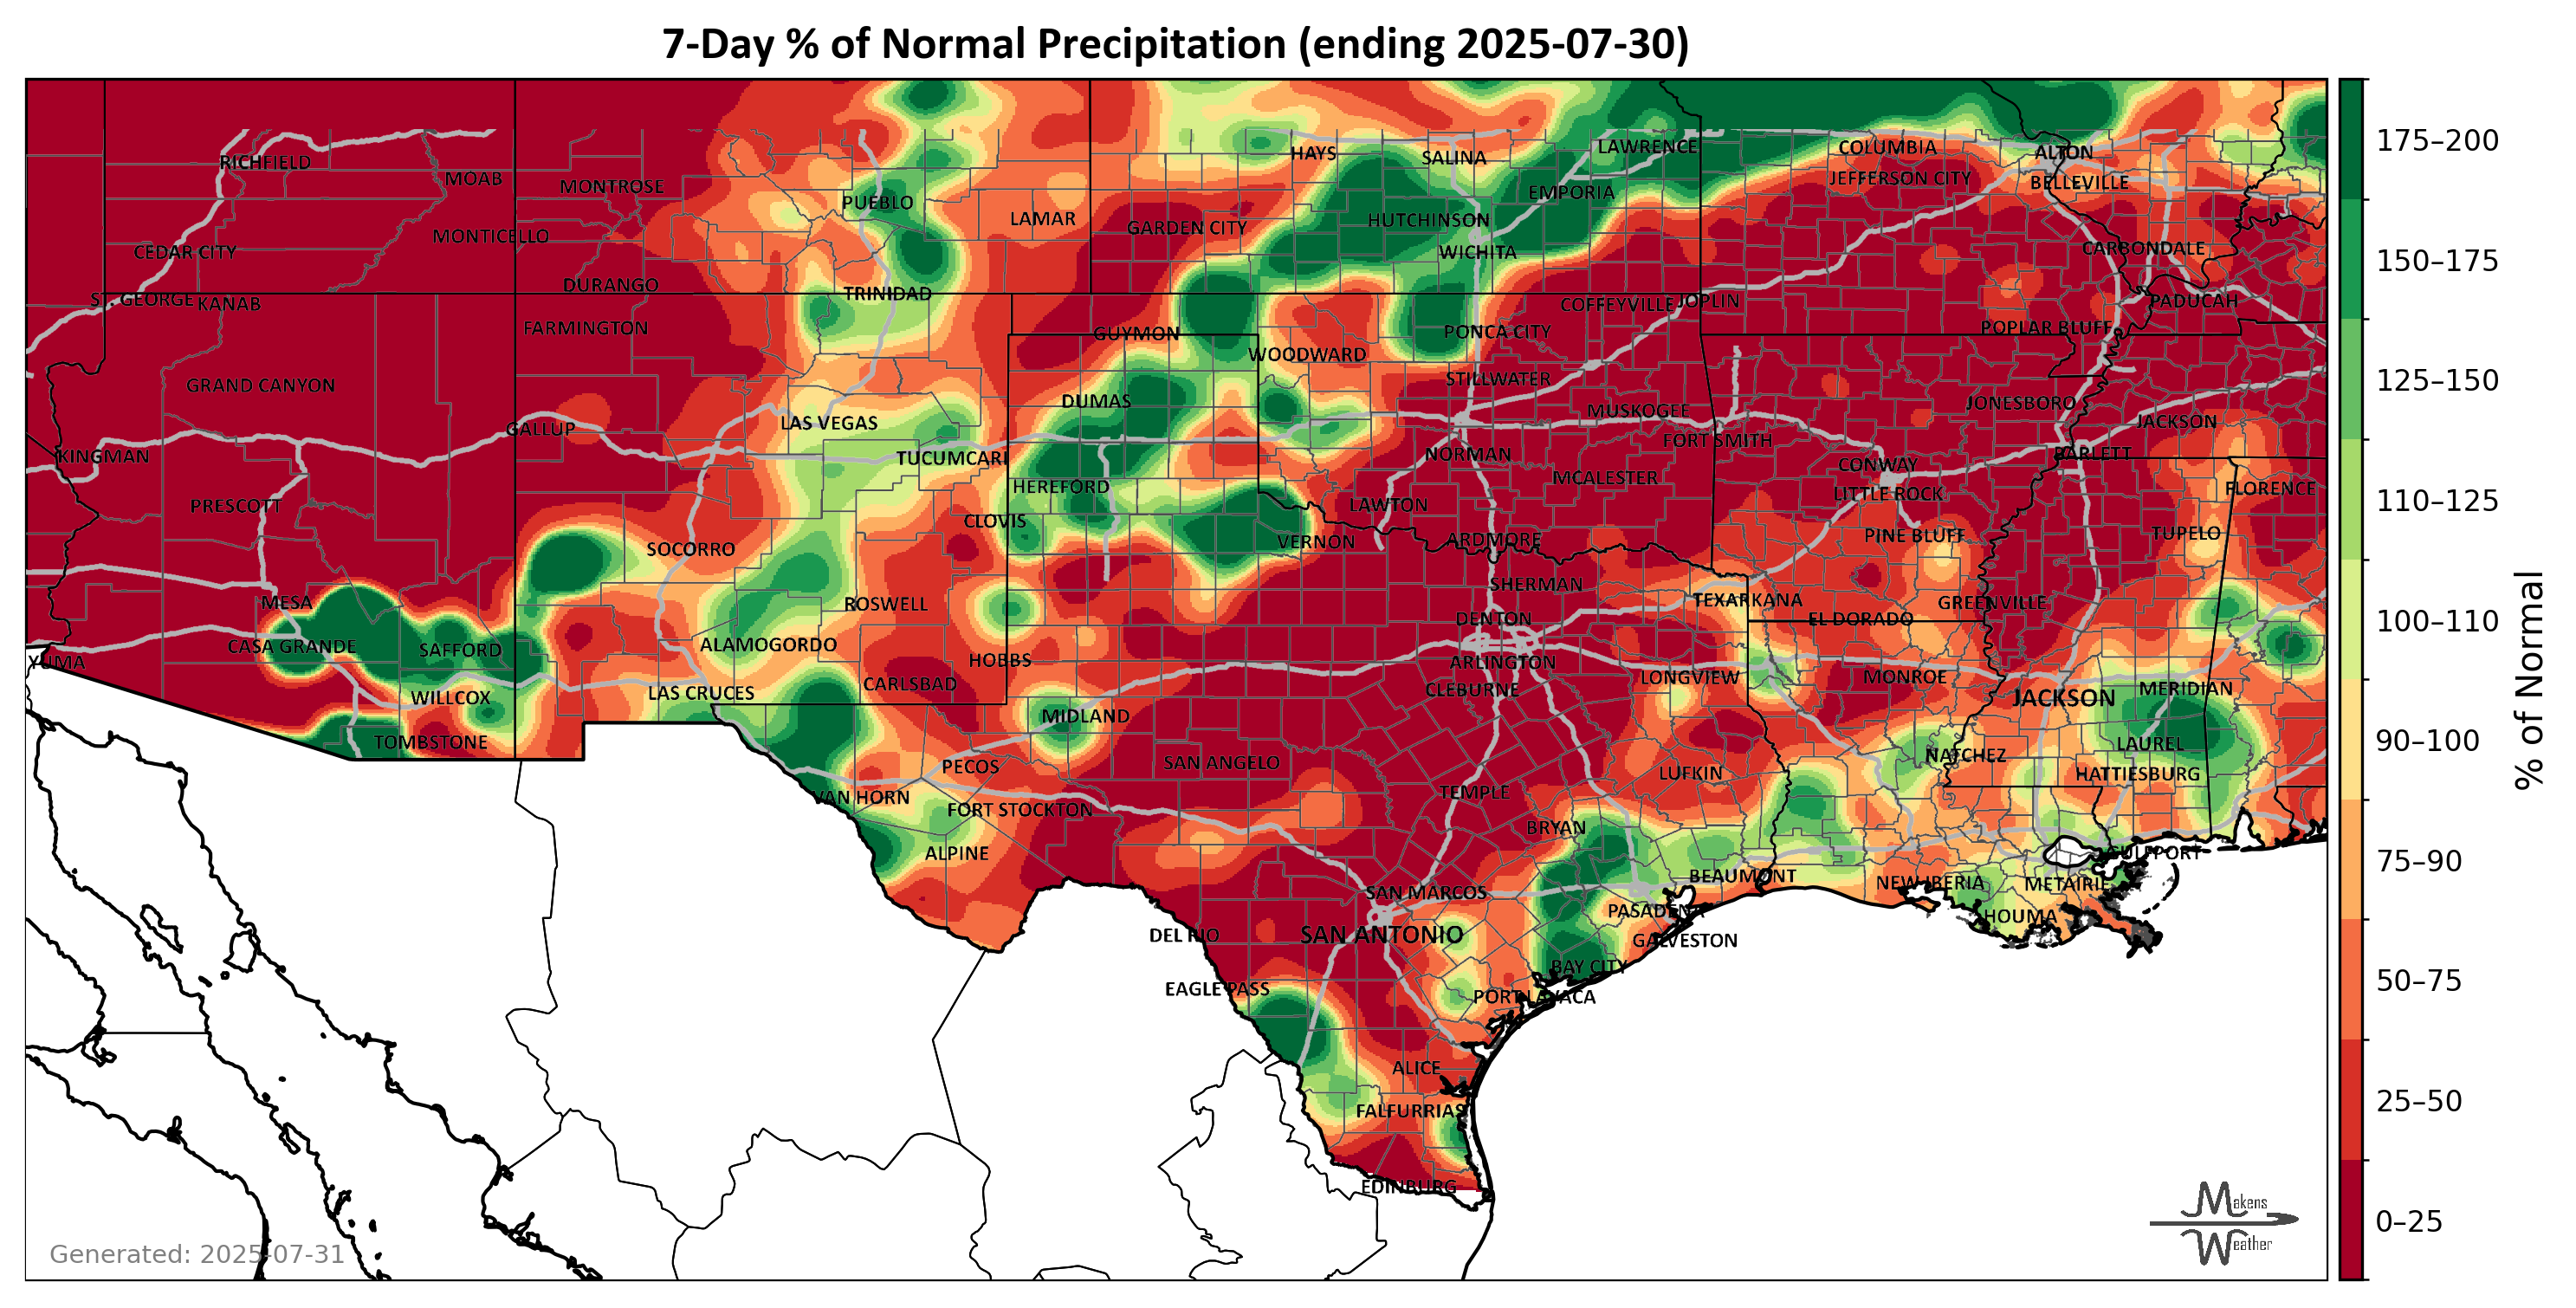 7-Day % of Normal Precipitation (ending 2025-07-30)
HAYS
SALINA
LAWRENCE
COLUMBIA
ALTON
RICHFIELD
MOAB
MONTROSE
JEFFERSON CITY
BELLEVILLE
PUEBLO
LAMAR
EMPORIA
GARDEN CITY
HUTCHINSON
MONTICELLO
CEDAR CITY
WICHITA
CARBONDALE
DURANGO
TRINIDAD
ST. GEORGE
KANAB
COFFEYVILLE
JOPLIN
PADUCAH
FARMINGTON
GUYMON
PONCA CITY
POPLAR BLUFF
WOODWARD
GRAND CANYON
STILLWATER
DUMAS
MUSKOGEE
JONESBORO
LAS VEGAS
JACKSON
GALLUP
FORT SMITH
KINGMAN
TUCUMCARI
NORMAN
BARLETT
CONWAY
MCALESTER
HEREFORD
LITTLE ROCK
FLORENCE
PRESCOTT
LAWTON
CLOVIS
SOCORRO
VERNON
ARDMORE
PINE BLUFF
TUPELO
SHERMAN
MESA
ROSWELL
TEXARKANA
GREENVILLE
DENTON
EL DORADO
CASA GRANDE
SAFFORD
ALAMOGORDO
YUMA
HOBBS
ARLINGTON
CARLSBAD
LONGVIEW
MONROE
WILLCOX
LAS CRUCES
CLEBURNE
JACKSON
MERIDIAN
MIDLAND
TOMBSTONE
LAUREL
PECOS
SAN ANGELO
NATCHEZ
LUFKIN
HATTIESBURG
VAN HORN
FORT STOCKTON
TEMPLE
BRYAN
ALPINE
GULFPORT
SAN MARCOS
BEAUMONT
NEW IBERIA
METAIRIE
PASADENA
HOUMA
DEL RIO
SAN ANTONIO
GALVESTON
BAY CITY
EAGLE PASS
PORT LAVACA
ALICE
FALFURRIAS
EDINBURG
Generated: 2025-07-31
Makens
Weather
175–200
150–175
125–150
110–125
100–110
90–100
75–90
50–75
25–50
0–25
% of Normal